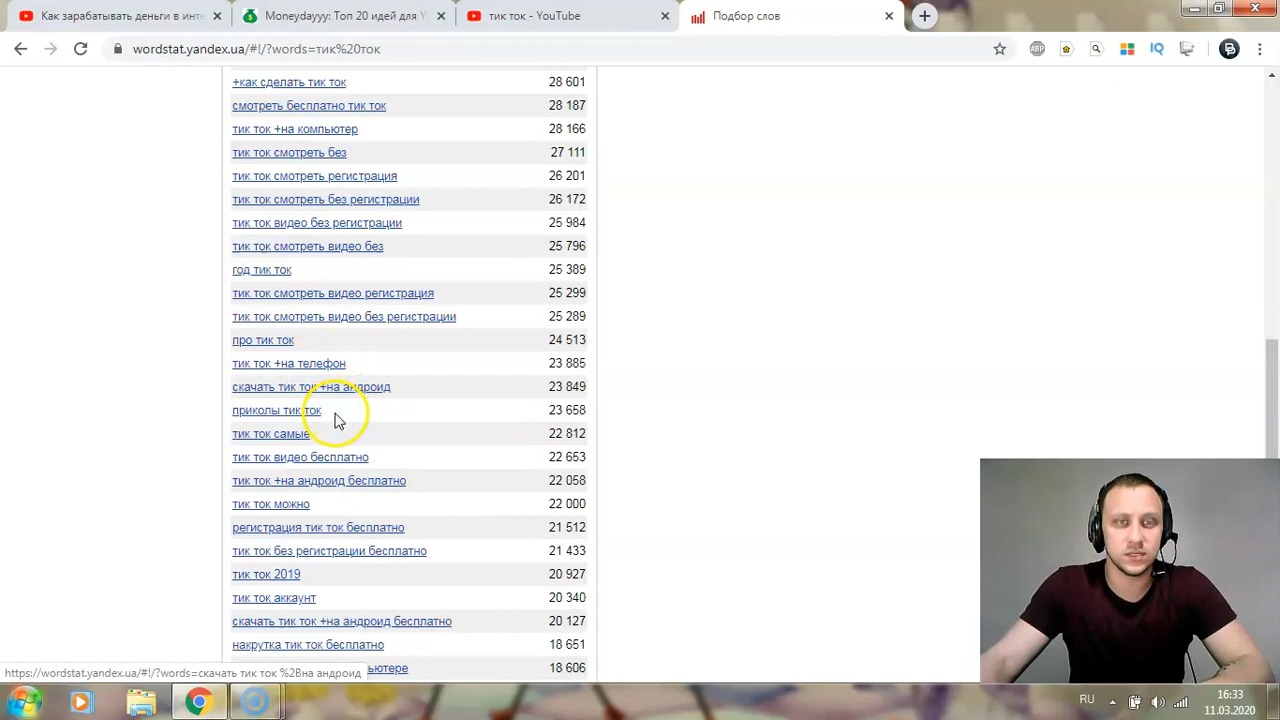 Как зарабатывать деньги в инте
Moneydayyy: Топ 20 идей для Y
тик ток - YouTube
Подбор слов
wordstat.yandex.ua/#!/?words=тик%20ток
ABP
IQ
+как сделать тик ток 28 601
смотреть бесплатно тик ток 28 187
тик ток +на компьютер 28 166
тик ток смотреть без 27 111
тик ток смотреть регистрация 26 201
тик ток смотреть без регистрации 26 172
тик ток видео без регистрации 25 984
тик ток смотреть видео без 25 796
год тик ток 25 389
тик ток смотреть видео регистрация 25 299
тик ток смотреть видео без регистрации 25 289
про тик ток 24 513
тик ток +на телефон 23 885
скачать тик ток +на андроид 23 849
приколы тик ток 23 658
тик ток самые 22 812
тик ток видео бесплатно 22 653
тик ток +на андроид бесплатно 22 058
тик ток можно 22 000
регистрация тик ток бесплатно 21 512
тик ток без регистрации бесплатно 21 433
тик ток 2019 20 927
тик ток аккаунт 20 340
скачать тик ток +на андроид бесплатно 20 127
накрутка тик ток бесплатно 18 651
ьютере 18 606
https://wordstat.yandex.ua/#!/?words=скачать тик ток %2Bна андроид
RU
16:33
11.03.2020